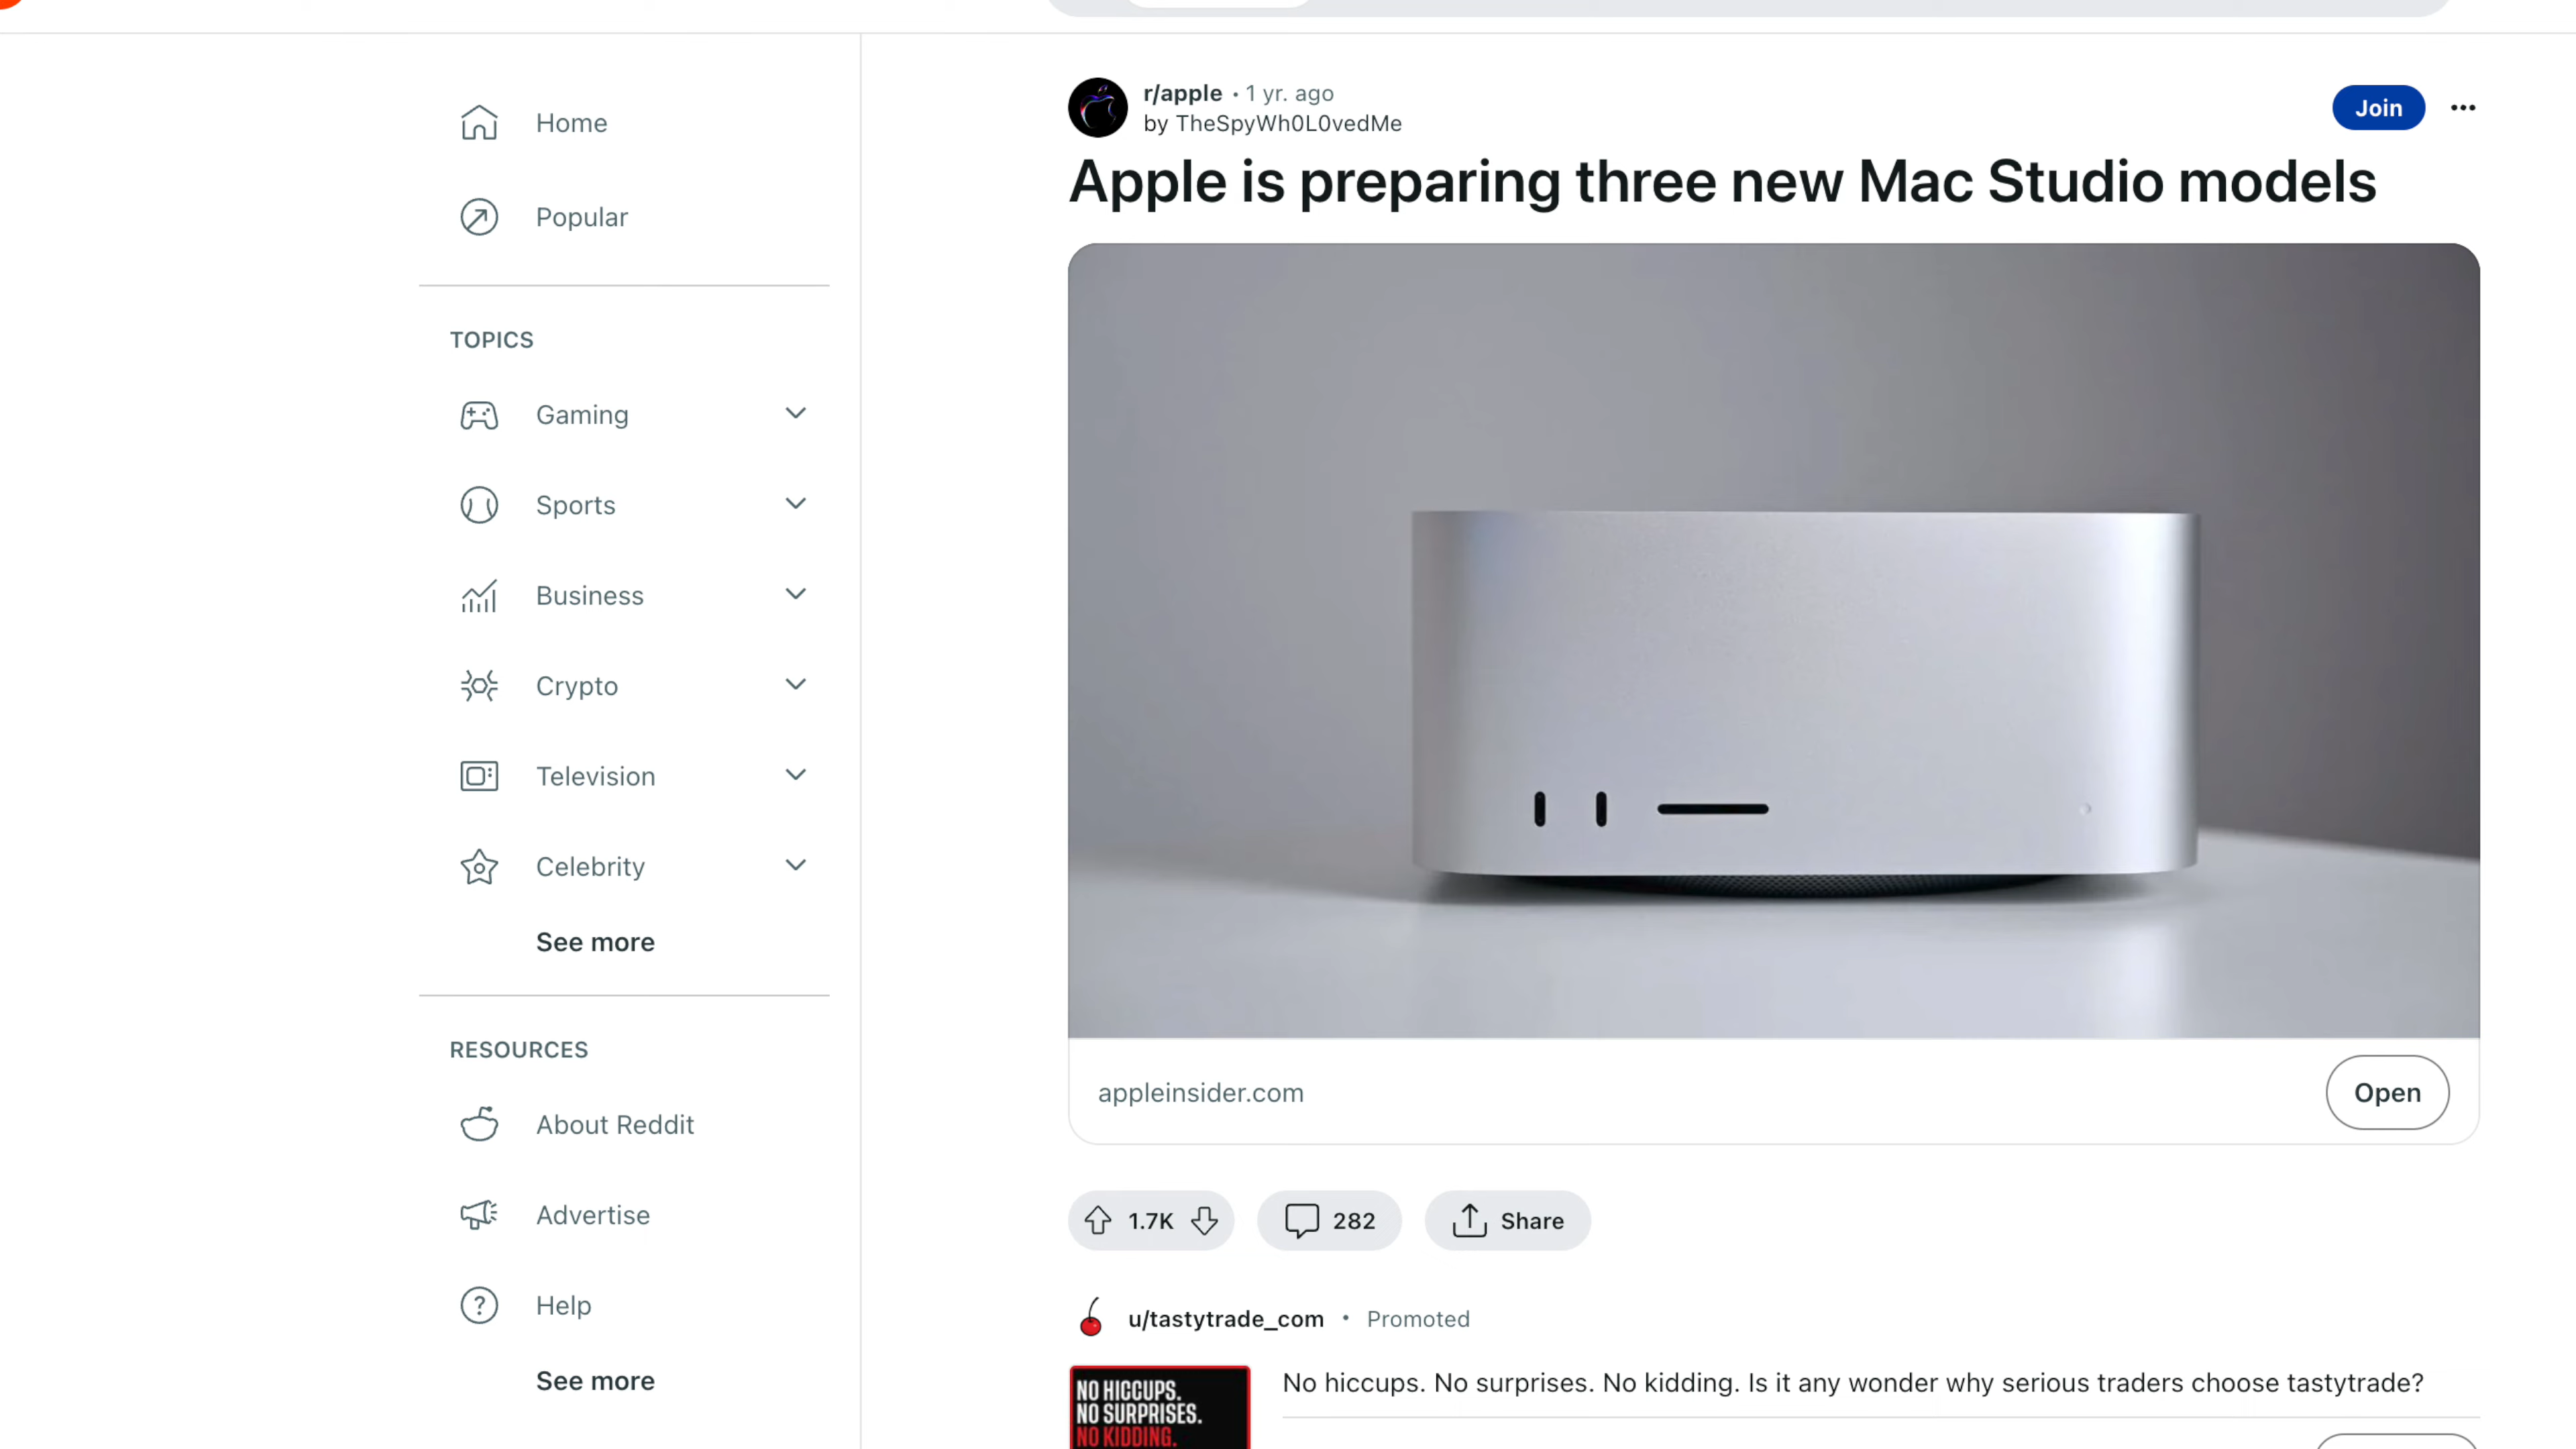 Home
Popular
TOPICS
Gaming
Sports
Business
Crypto
Television
Celebrity
See more
RESOURCES
About Reddit
Advertise
Help
See more
r/apple • 1 yr. ago
by TheSpyWh0L0vedMe
Join
Apple is preparing three new Mac Studio models
appleinsider.com
Open
1.7K
282
Share
u/tastytrade_com • Promoted
NO HICCUPS.
NO SURPRISES.
NO KIDDING.
No hiccups. No surprises. No kidding. Is it any wonder why serious traders choose tastytrade?